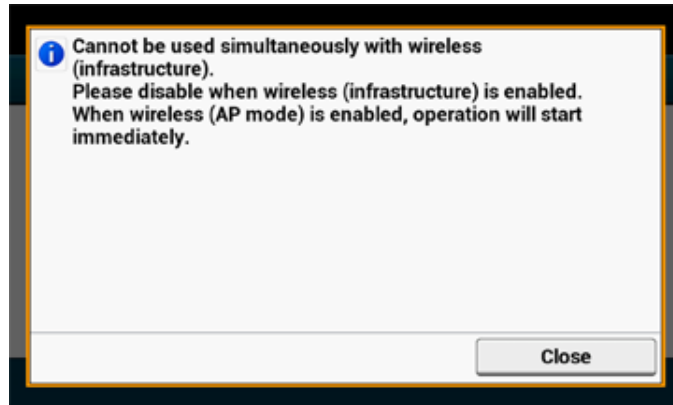 Cannot be used simultaneously with wireless
(infrastructure).
Please disable when wireless (infrastructure) is enabled.
When wireless (AP mode) is enabled, operation will start
immediately.
Close